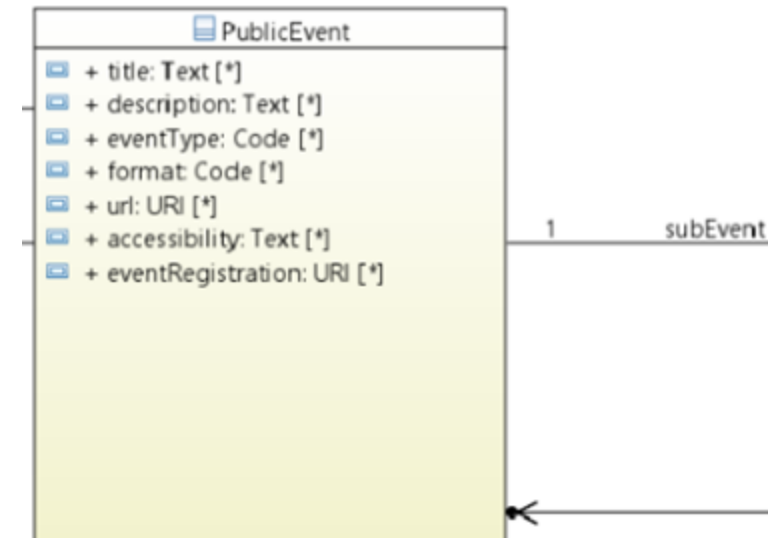 PublicEvent
+ title: Text [*]
+ description: Text [*]
+ eventType: Code [*]
+ format: Code [*]
+ url: URI [*]
+ accessibility: Text [*]
+ eventRegistration: URI [*]
1
subEvent